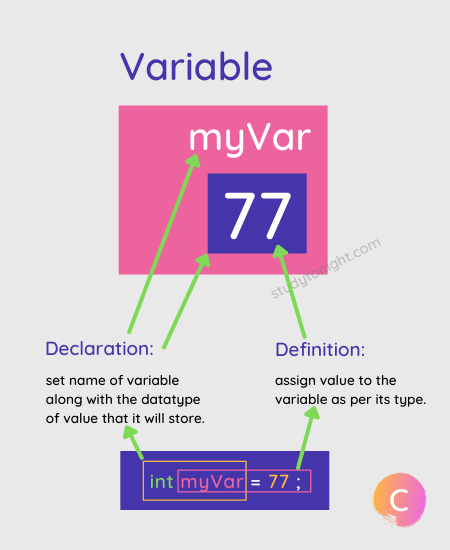 Variable
myVar
77
studytonight.com
Declaration:
set name of variable
along with the datatype
of value that it will store.
Definition:
assign value to the
variable as per its type.
int myVar = 77 ;
C